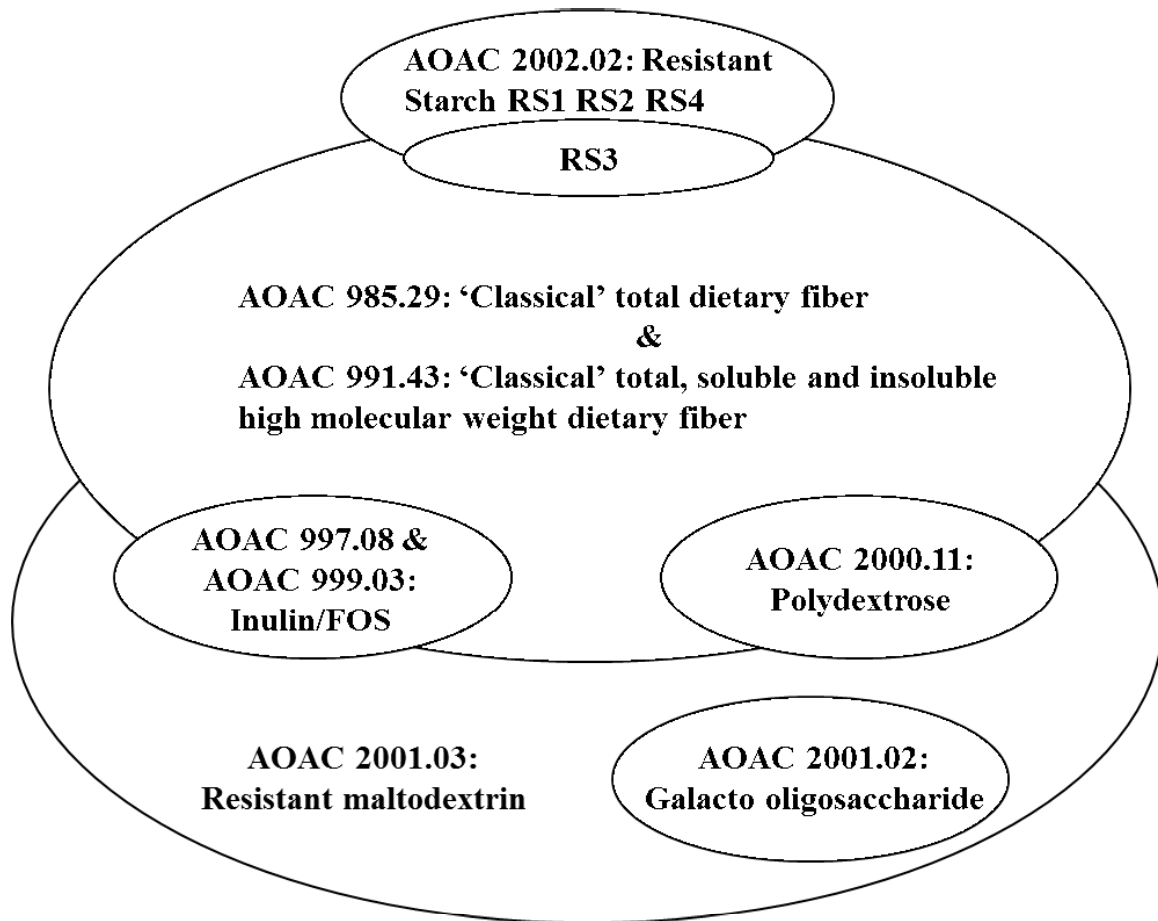 AOAC 2002.02: Resistant
Starch RS1 RS2 RS4
RS3
AOAC 985.29: ‘Classical’ total dietary fiber
&
AOAC 991.43: ‘Classical’ total, soluble and insoluble
high molecular weight dietary fiber
AOAC 997.08 &
AOAC 999.03:
Inulin/FOS
AOAC 2000.11:
Polydextrose
AOAC 2001.03:
Resistant maltodextrin
AOAC 2001.02:
Galacto oligosaccharide